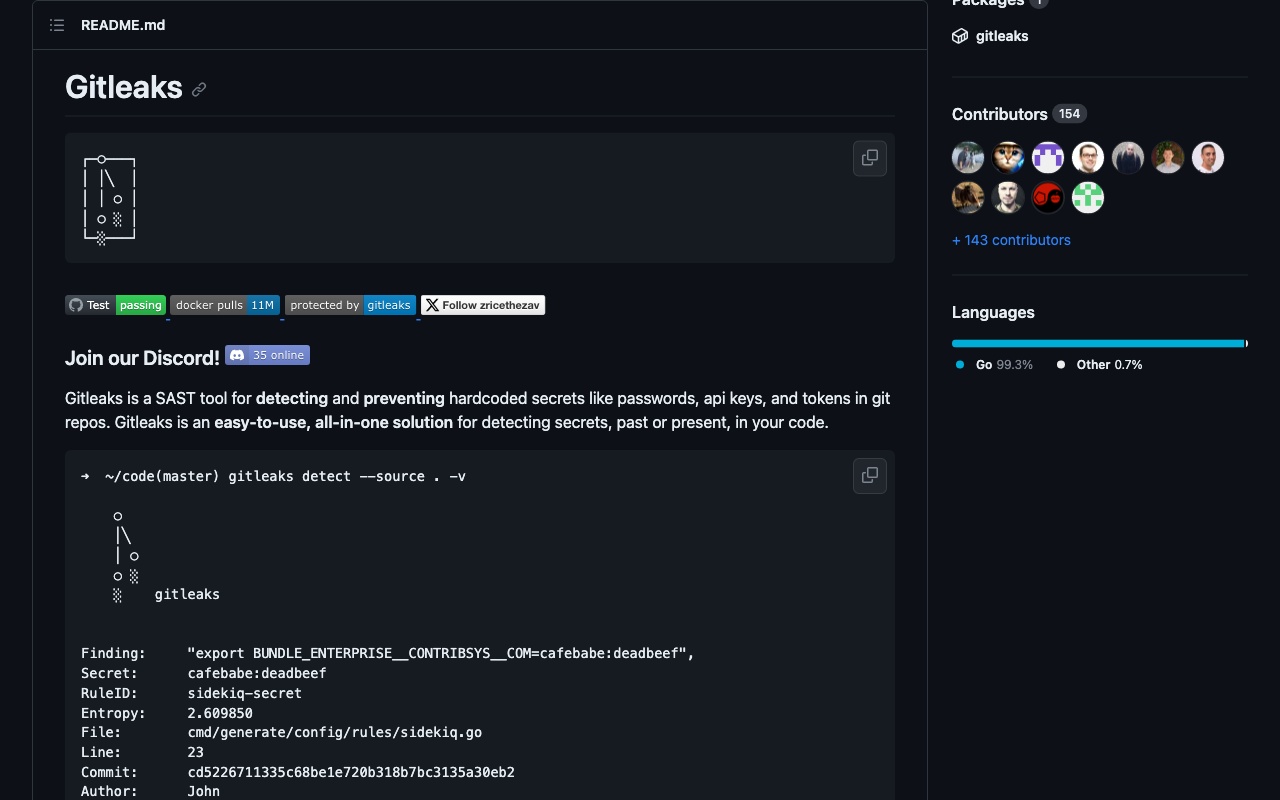 README.md
Gitleaks
Test passing docker pulls 11M protected by gitleaks Follow zricethezav
Join our Discord! 35 online
Gitleaks is a SAST tool for detecting and preventing hardcoded secrets like passwords, api keys, and tokens in git
repos. Gitleaks is an easy-to-use, all-in-one solution for detecting secrets, past or present, in your code.
➜ ~/code(master) gitleaks detect --source . -v
○
│╲
│ ○
○ ░
░ gitleaks
Finding: "export BUNDLE_ENTERPRISE__CONTRIBSYS__COM=cafebabe:deadbeef",
Secret: cafebabe:deadbeef
RuleID: sidekiq-secret
Entropy: 2.609850
File: cmd/generate/config/rules/sidekiq.go
Line: 23
Commit: cd5226711335c68be1e720b318b7bc3135a30eb2
Author: John
Packages 1
gitleaks
Contributors 154
+ 143 contributors
Languages
Go 99.3% Other 0.7%